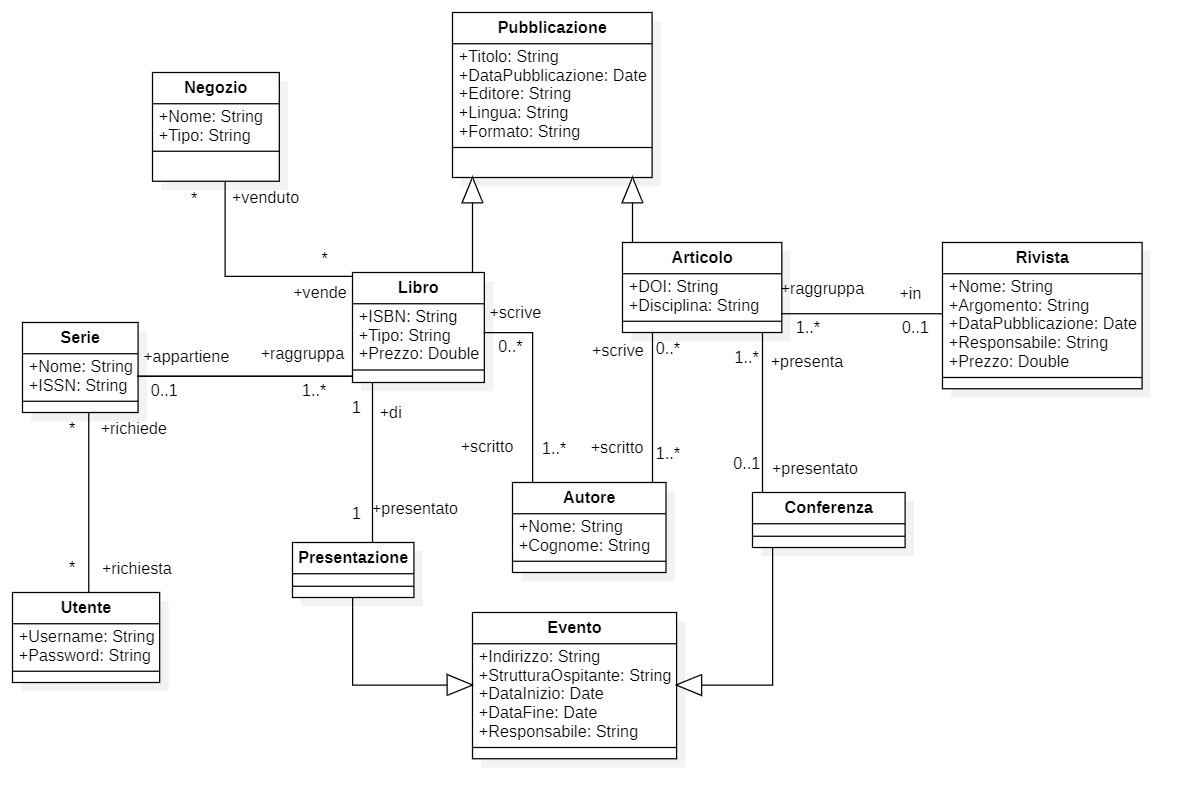 Pubblicazione
+Titolo: String
+DataPubblicazione: Date
+Editore: String
+Lingua: String
+Formato: String
Negozio
+Nome: String
+Tipo: String
*
+venduto
*
+vende
Libro
+ISBN: String
+Tipo: String
+Prezzo: Double
Articolo
+DOI: String
+Disciplina: String
+raggruppa
1..*
+in
0..1
Rivista
+Nome: String
+Argomento: String
+DataPubblicazione: Date
+Responsabile: String
+Prezzo: Double
Serie
+Nome: String
+ISSN: String
+appartiene
0..1
+raggruppa
1..*
+scrive
0..*
+scrive
0..*
1..*
+presenta
*
+richiede
1
+di
+scritto
1..*
+scritto
1..*
0..1
+presentato
1
+presentato
*
+richiesta
Autore
+Nome: String
+Cognome: String
Conferenza
Presentazione
Utente
+Username: String
+Password: String
Evento
+Indirizzo: String
+StrutturaOspitante: String
+DataInizio: Date
+DataFine: Date
+Responsabile: String